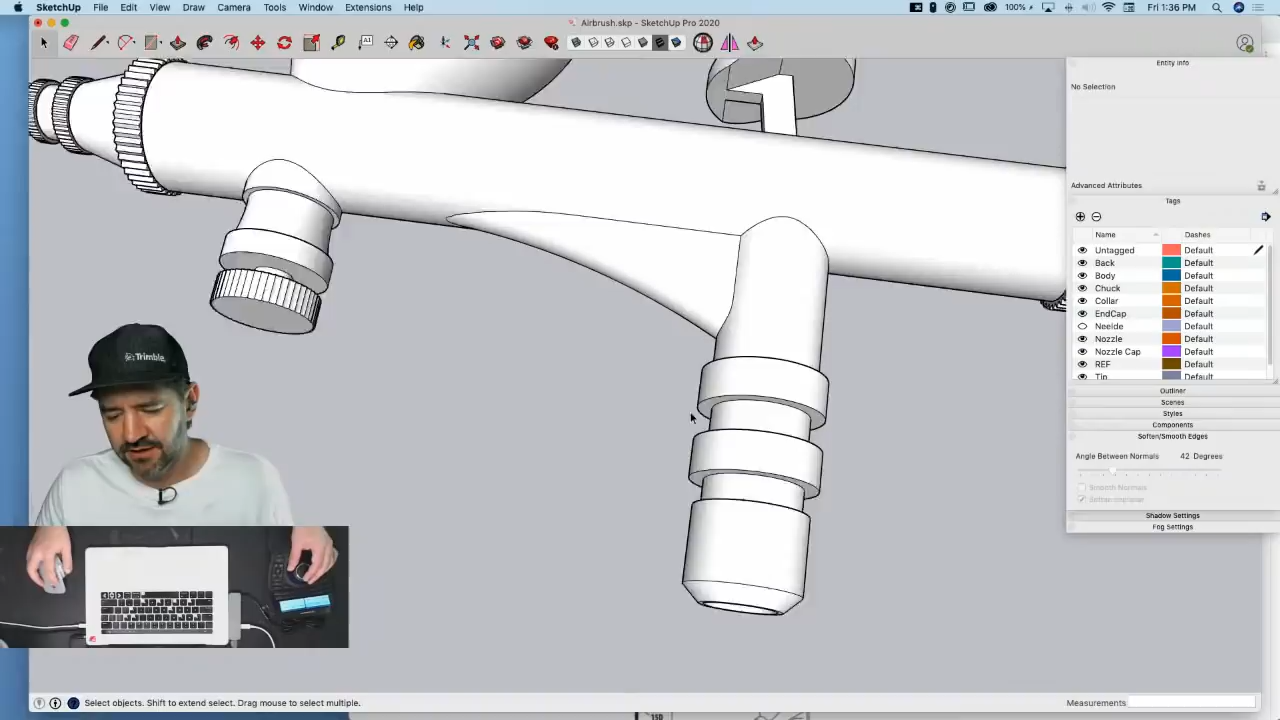 SketchUp File Edit View Draw Camera Tools Window Extensions Help 100% Fri 1:36 PM
Airbrush.skp - SketchUp Pro 2020
A1
Entity Info
No Selection
Advanced Attributes
Tags
Name Dashes
Untagged Default
Back Default
Body Default
Chuck Default
Collar Default
EndCap Default
Neelde Default
Nozzle Default
Nozzle Cap Default
REF Default
Tip Default
Outliner
Scenes
Styles
Components
Soften/Smooth Edges
Angle Between Normals 42 Degrees
Smooth Normals
Soften coplanar
Shadow Settings
Fog Settings
Trimble
Select objects. Shift to extend select. Drag mouse to select multiple.
Measurements